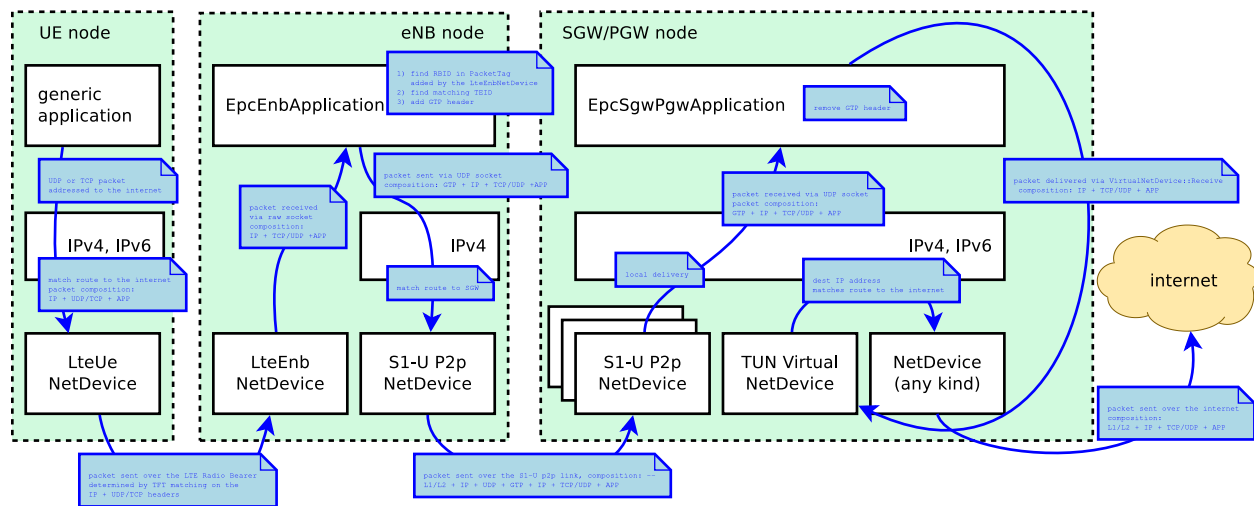 UE node
eNB node
SGW/PGW node
generic
application
UDP or TCP packet
addressed to the internet
IPv4, IPv6
match route to the internet
packet composition:
IP + UDP/TCP + APP
LteUe
NetDevice
packet sent over the LTE Radio Bearer
determined by TFT matching on the
IP + UDP/TCP headers
EpcEnbApplication
1) find RBID in PacketTag
added by the LteEnbNetDevice
2) find matching TEID
3) add GTP header
packet received
via raw socket
composition:
IP + TCP/UDP +APP
packet sent via UDP socket
composition: GTP + IP + TCP/UDP +APP
IPv4
match route to SGW
LteEnb
NetDevice
S1-U P2p
NetDevice
packet sent over the S1-U p2p link, composition: --
L1/L2 + IP + UDP + GTP + IP + TCP/UDP + APP
EpcSgwPgwApplication
remove GTP header
packet received via UDP socket
packet composition:
GTP + IP + TCP/UDP + APP
IPv4, IPv6
local delivery
dest IP address
matches route to the internet
S1-U P2p
NetDevice
TUN Virtual
NetDevice
NetDevice
(any kind)
packet delivered via VirtualNetDevice::Receive
composition: IP + TCP/UDP + APP
internet
packet sent over the internet
composition:
L1/L2 + IP + TCP/UDP + APP